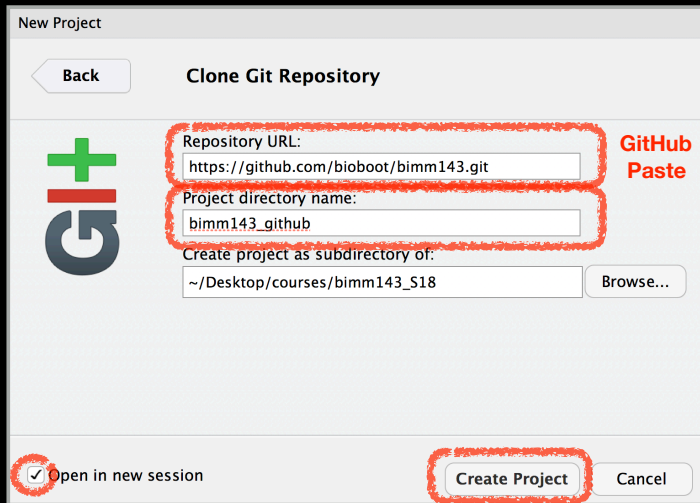 New Project
Back
Clone Git Repository
git
Repository URL:
https://github.com/bioboot/bimm143.git
GitHub
Paste
Project directory name:
bimm143_github
Create project as subdirectory of:
~/Desktop/courses/bimm143_S18
Browse...
Open in new session
Create Project
Cancel